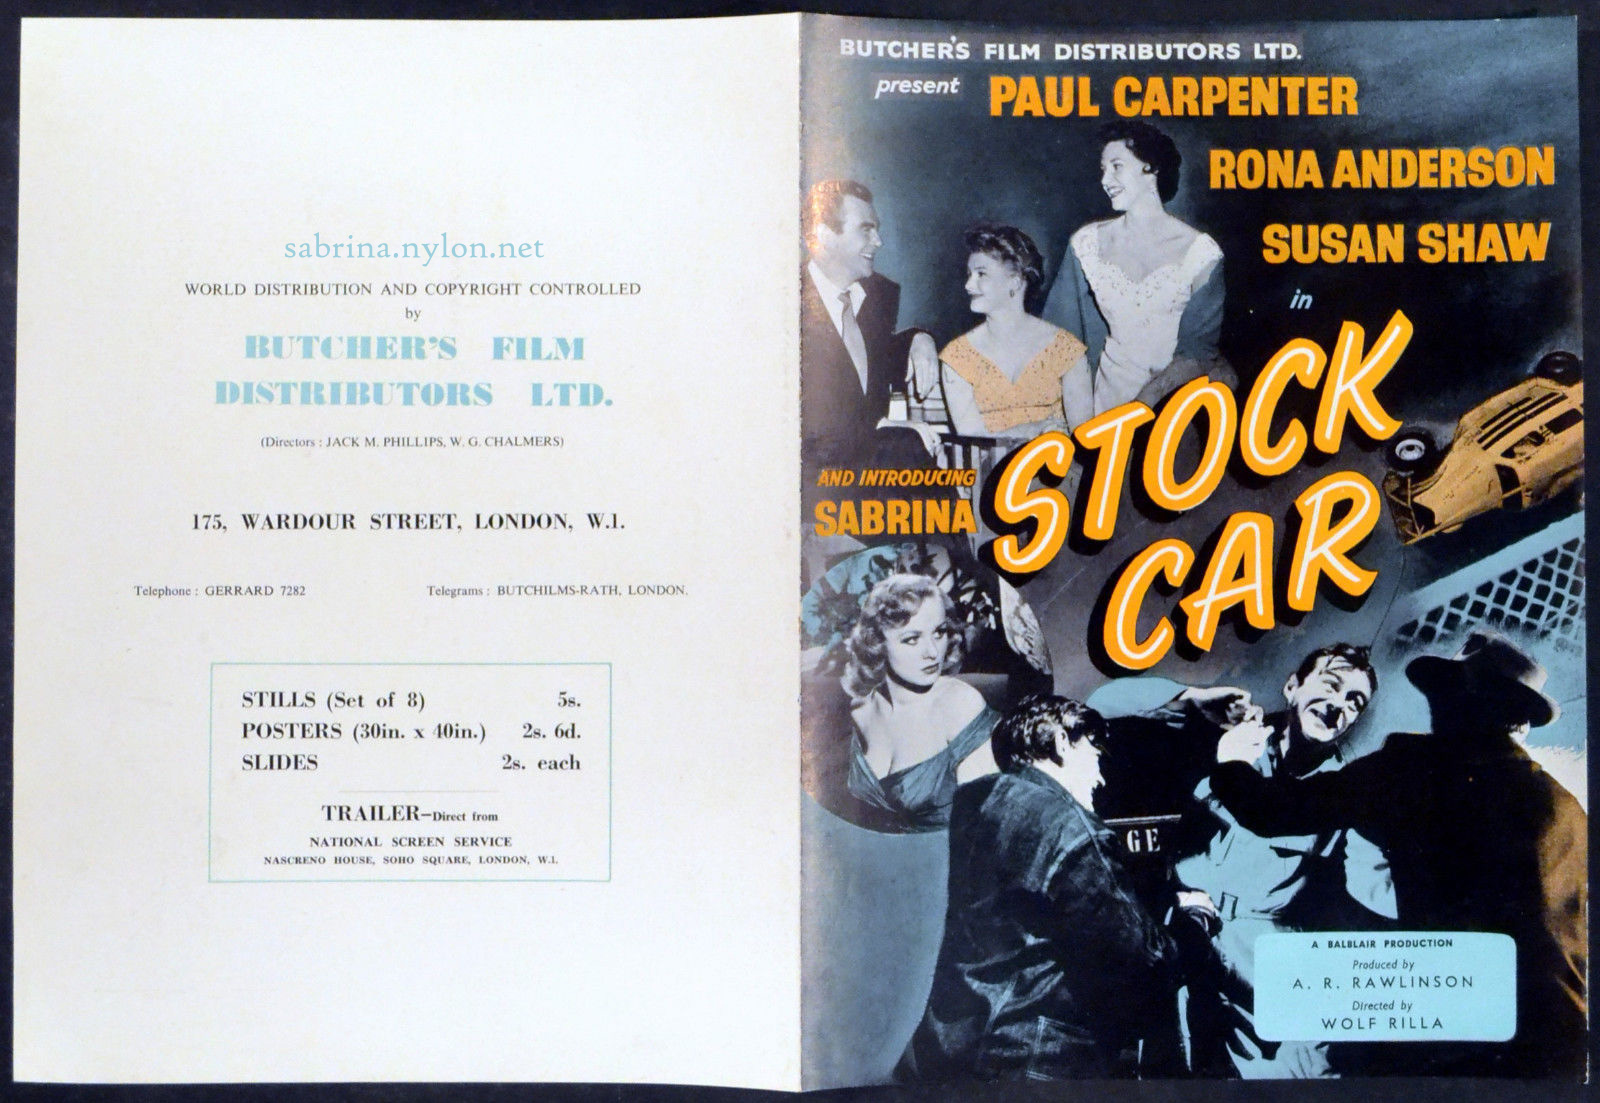 sabrina.nylon.net
WORLD DISTRIBUTION AND COPYRIGHT CONTROLLED
by
BUTCHER'S FILM
DISTRIBUTORS LTD.
(Directors : JACK M. PHILLIPS, W. G. CHALMERS)
175, WARDOUR STREET, LONDON, W.1.
Telephone : GERRARD 7282 Telegrams : BUTCHILMS-RATH, LONDON.
STILLS (Set of 8) 5s.
POSTERS (30in. x 40in.) 2s. 6d.
SLIDES 2s. each
TRAILER–Direct from
NATIONAL SCREEN SERVICE
NASCRENO HOUSE, SOHO SQUARE, LONDON, W.1.
BUTCHER'S FILM DISTRIBUTORS LTD.
present PAUL CARPENTER
RONA ANDERSON
SUSAN SHAW
in
STOCK
CAR
AND INTRODUCING
SABRINA
GE
A BALBLAIR PRODUCTION
Produced by
A. R. RAWLINSON
Directed by
WOLF RILLA